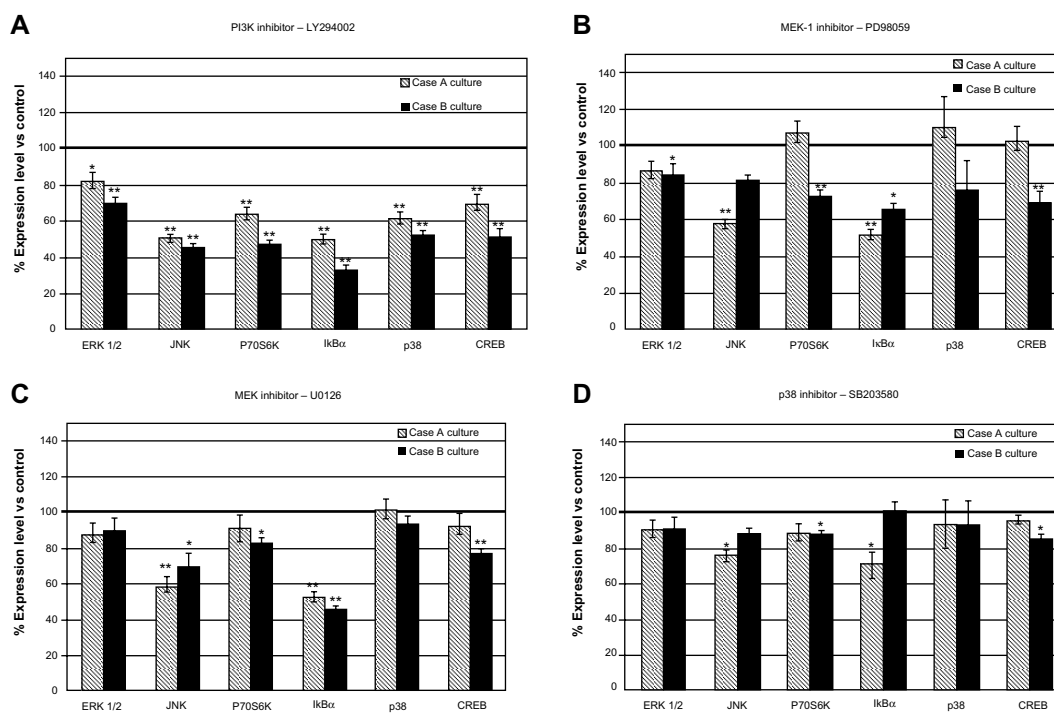 A
PI3K inhibitor – LY294002
% Expression level vs control
140
120
100
80
60
40
20
0
Case A culture
Case B culture
*
**
**
**
**
**
**
**
**
**
**
**
ERK 1/2 JNK P70S6K IκBα p38 CREB
B
MEK-1 inhibitor – PD98059
% Expression level vs control
140
120
100
80
60
40
20
0
Case A culture
Case B culture
*
**
**
**
*
**
ERK 1/2 JNK P70S6K IκBα p38 CREB
C
MEK inhibitor – U0126
% Expression level vs control
140
120
100
80
60
40
20
0
Case A culture
Case B culture
**
*
*
**
**
**
ERK 1/2 JNK P70S6K IkBα p38 CREB
D
p38 inhibitor – SB203580
% Expression level vs control
140
120
100
80
60
40
20
0
Case A culture
Case B culture
*
*
*
*
ERK 1/2 JNK P70S6K IkBα p38 CREB